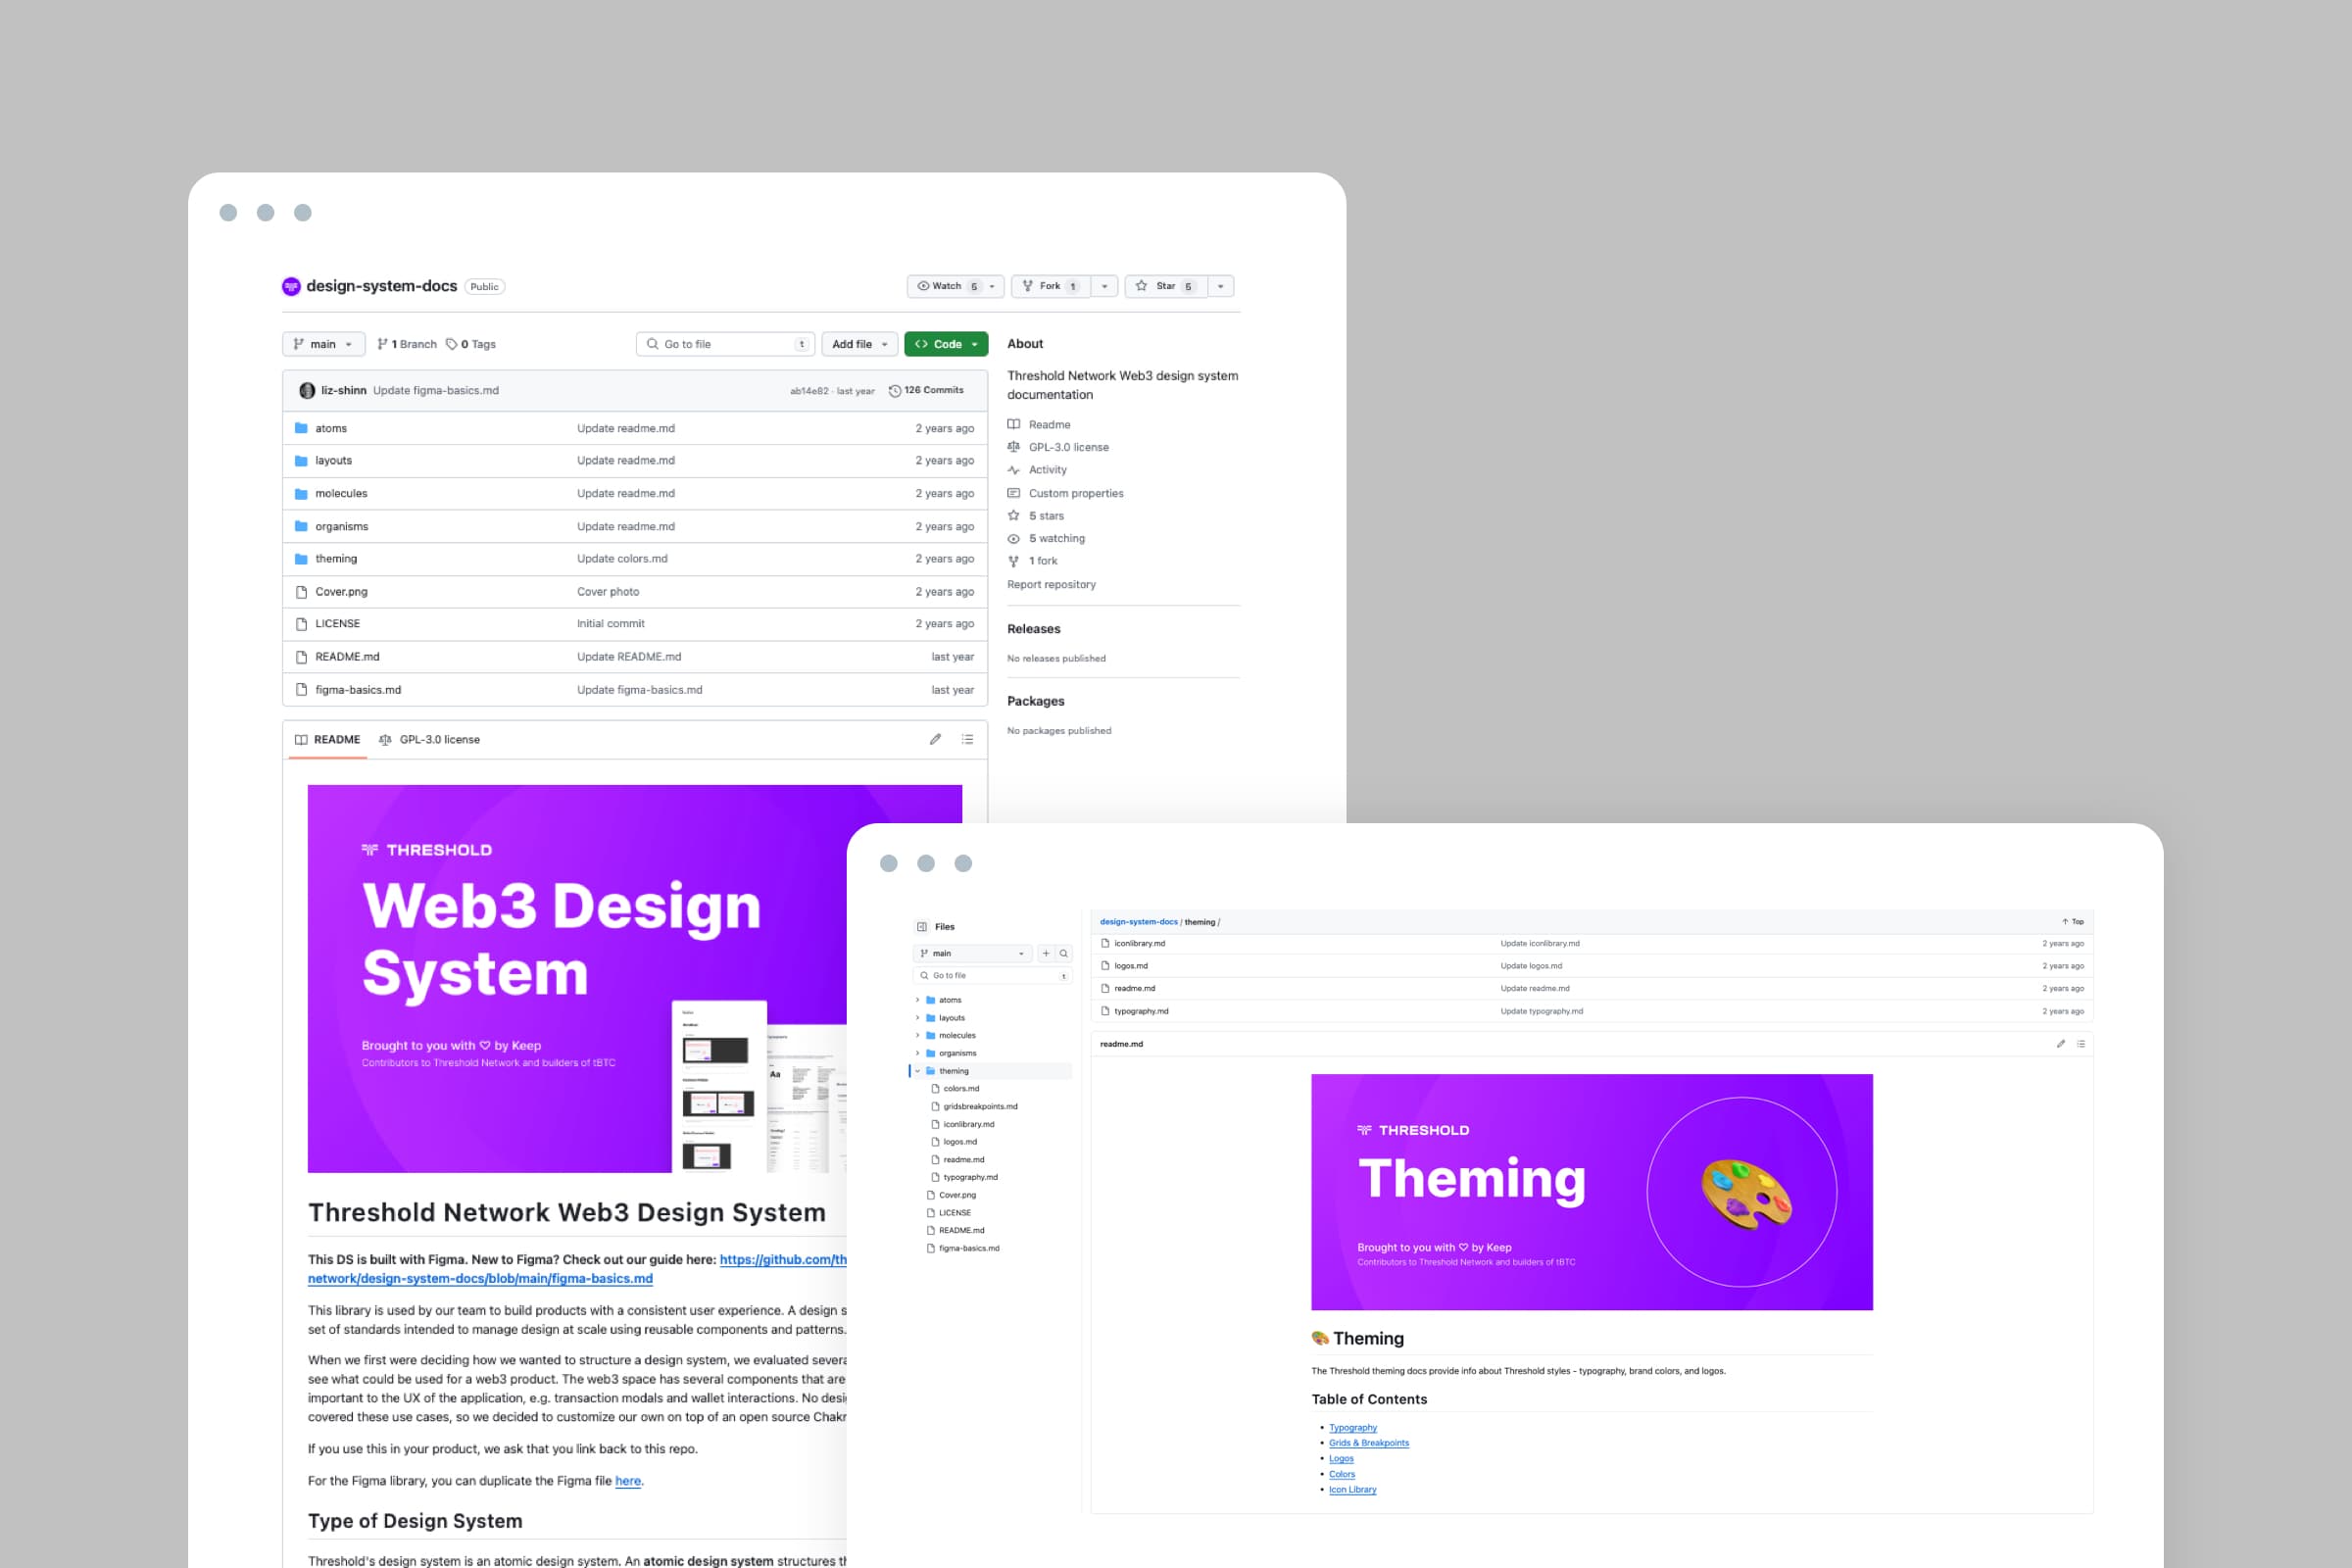 design-system-docs Public
Watch 5 Fork 1 Star 5
main 1 Branch 0 Tags Go to file t Add file Code
liz-shinn Update figma-basics.md ab14e82 · last year 126 Commits
atoms Update readme.md 2 years ago
layouts Update readme.md 2 years ago
molecules Update readme.md 2 years ago
organisms Update readme.md 2 years ago
theming Update colors.md 2 years ago
Cover.png Cover photo 2 years ago
LICENSE Initial commit 2 years ago
README.md Update README.md last year
figma-basics.md Update figma-basics.md last year
About
Threshold Network Web3 design system
documentation
Readme
GPL-3.0 license
Activity
Custom properties
5 stars
5 watching
1 fork
Report repository
Releases
No releases published
Packages
No packages published
README GPL-3.0 license
THRESHOLD
Web3 Design
System
Brought to you with ♡ by Keep
Contributors to Threshold Network and builders of tBTC
Aa
Threshold Network Web3 Design System
This DS is built with Figma. New to Figma? Check out our guide here: https://github.com/th
network/design-system-docs/blob/main/figma-basics.md
This library is used by our team to build products with a consistent user experience. A design s
set of standards intended to manage design at scale using reusable components and patterns.
When we first were deciding how we wanted to structure a design system, we evaluated severa
see what could be used for a web3 product. The web3 space has several components that are
important to the UX of the application, e.g. transaction modals and wallet interactions. No desi
covered these use cases, so we decided to customize our own on top of an open source Chakr
If you use this in your product, we ask that you link back to this repo.
For the Figma library, you can duplicate the Figma file here.
Type of Design System
Threshold's design system is an atomic design system. An atomic design system structures th
Files
main
Go to file t
atoms
layouts
molecules
organisms
theming
colors.md
gridsbreakpoints.md
iconlibrary.md
logos.md
readme.md
typography.md
Cover.png
LICENSE
README.md
figma-basics.md
design-system-docs / theming / Top
iconlibrary.md Update iconlibrary.md 2 years ago
logos.md Update logos.md 2 years ago
readme.md Update readme.md 2 years ago
typography.md Update typography.md 2 years ago
readme.md
THRESHOLD
Theming
Brought to you with ♡ by Keep
Contributors to Threshold Network and builders of tBTC
🎨 Theming
The Threshold theming docs provide info about Threshold styles - typography, brand colors, and logos.
Table of Contents
• Typography
• Grids & Breakpoints
• Logos
• Colors
• Icon Library